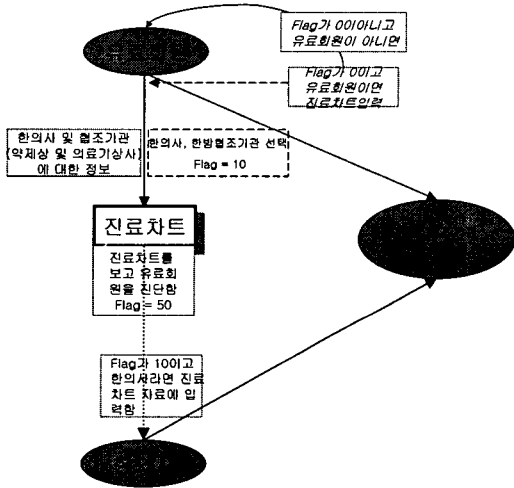 Flag가 00이아니고
유료회원이 아니면
Flag가 00이고
유료회원이면
진료차트입력
한의사 및 협조기관
(약제상 및 의료기상사)
에 대한 정보
한의사, 한방협조기관 선택
Flag = 10
진료차트
진료차트를
보고 유료회
원을 진단함
Flag = 50
Flag가 10이고
한의사라면 진료
차트 자료에 입
력함